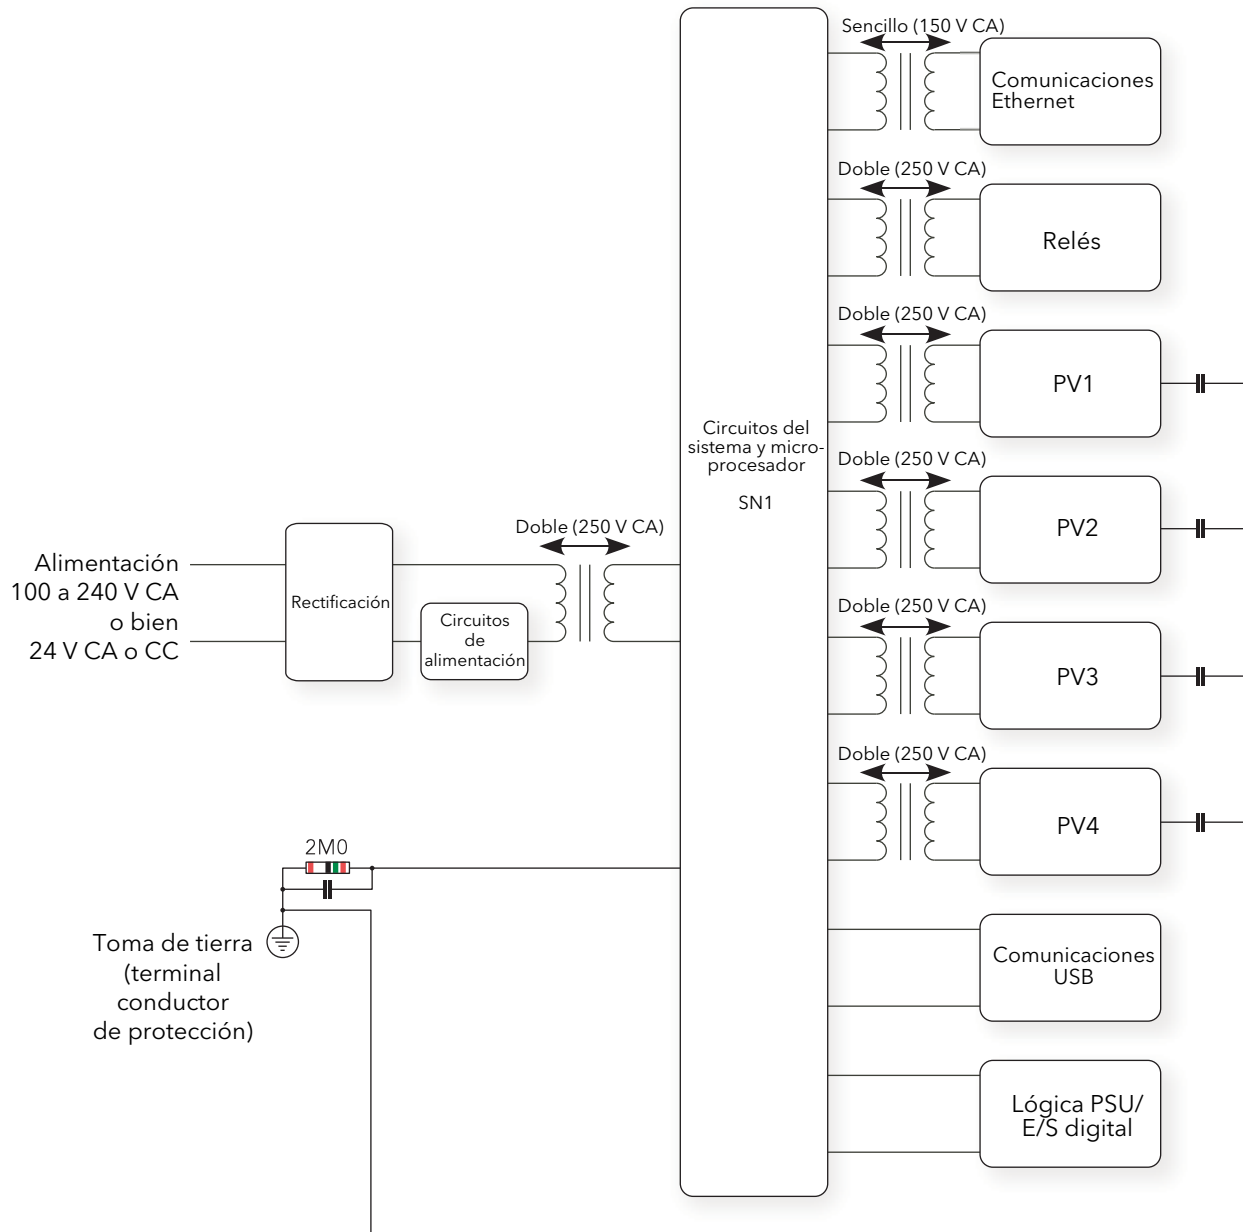 Sencillo (150 V CA)
Comunicaciones
Ethernet
Doble (250 V CA)
Relés
Doble (250 V CA)
PV1
Circuitos del
sistema y micro-
procesador
SN1
Doble (250 V CA)
PV2
Doble (250 V CA)
Alimentación
100 a 240 V CA
o bien
24 V CA o CC
Rectificación
Circuitos
de
alimentación
Doble (250 V CA)
PV3
Doble (250 V CA)
PV4
2M0
Toma de tierra
(terminal
conductor
de protección)
Comunicaciones
USB
Lógica PSU/
E/S digital